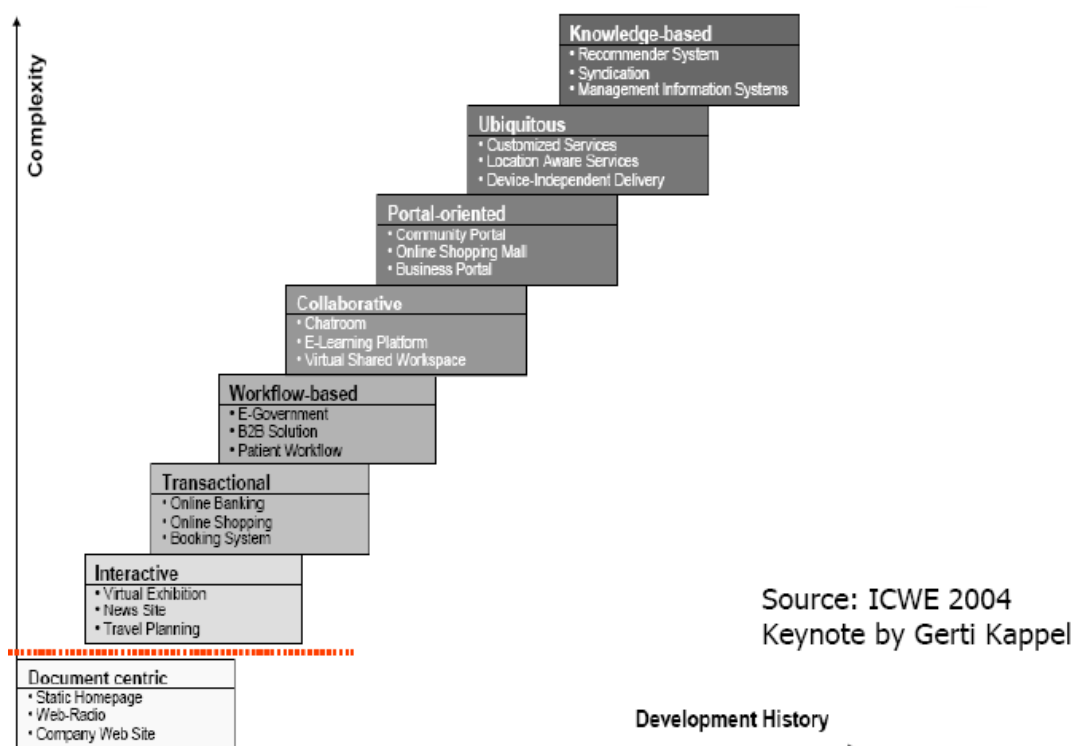 Complexity
Knowledge-based
• Recommender System
• Syndication
• Management Information Systems
Ubiquitous
• Customized Services
• Location Aware Services
• Device-Independent Delivery
Portal-oriented
• Community Portal
• Online Shopping Mall
• Business Portal
Collaborative
• Chatroom
• E-Learning Platform
• Virtual Shared Workspace
Workflow-based
• E-Government
• B2B Solution
• Patient Workflow
Transactional
• Online Banking
• Online Shopping
• Booking System
Interactive
• Virtual Exhibition
• News Site
• Travel Planning
Document centric
• Static Homepage
• Web-Radio
• Company Web Site
Source: ICWE 2004
Keynote by Gerti Kappel
Development History